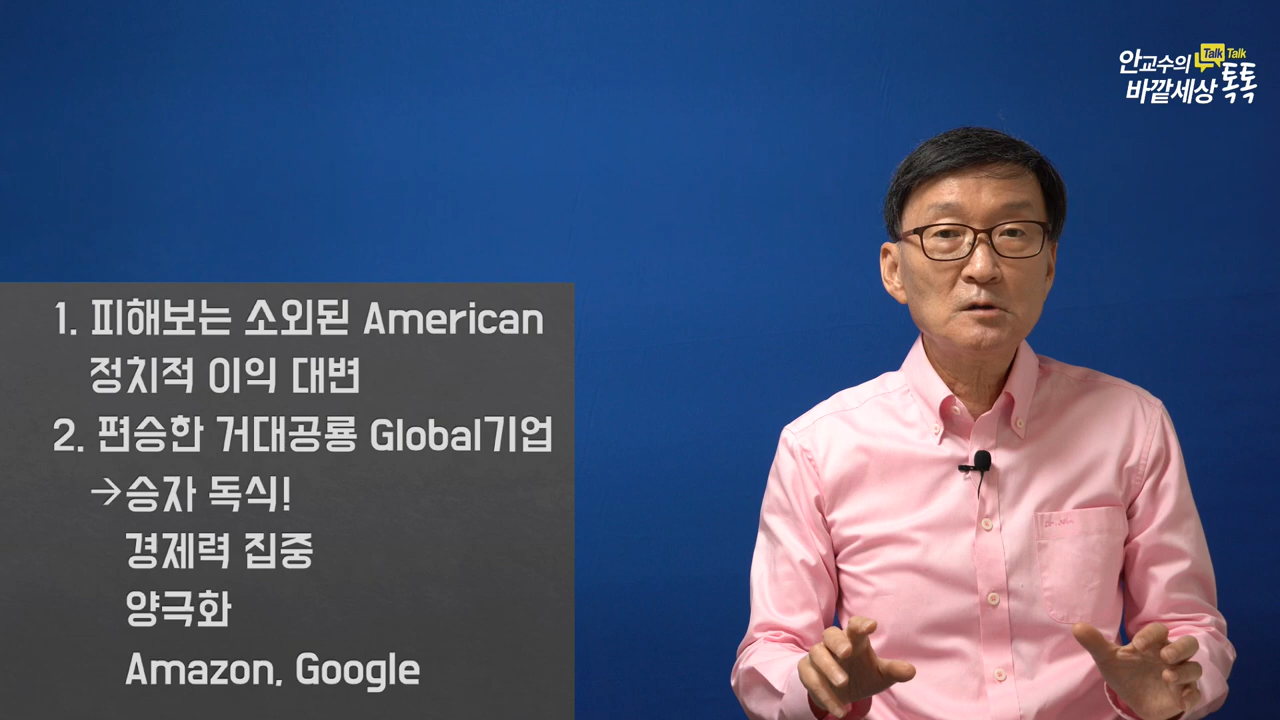 안교수의 Talk Talk
바깥세상 톡톡
1. 피해보는 소외된 American
정치적 이익 대변
2. 편승한 거대공룡 Global기업
→승자 독식!
경제력 집중
양극화
Amazon, Google